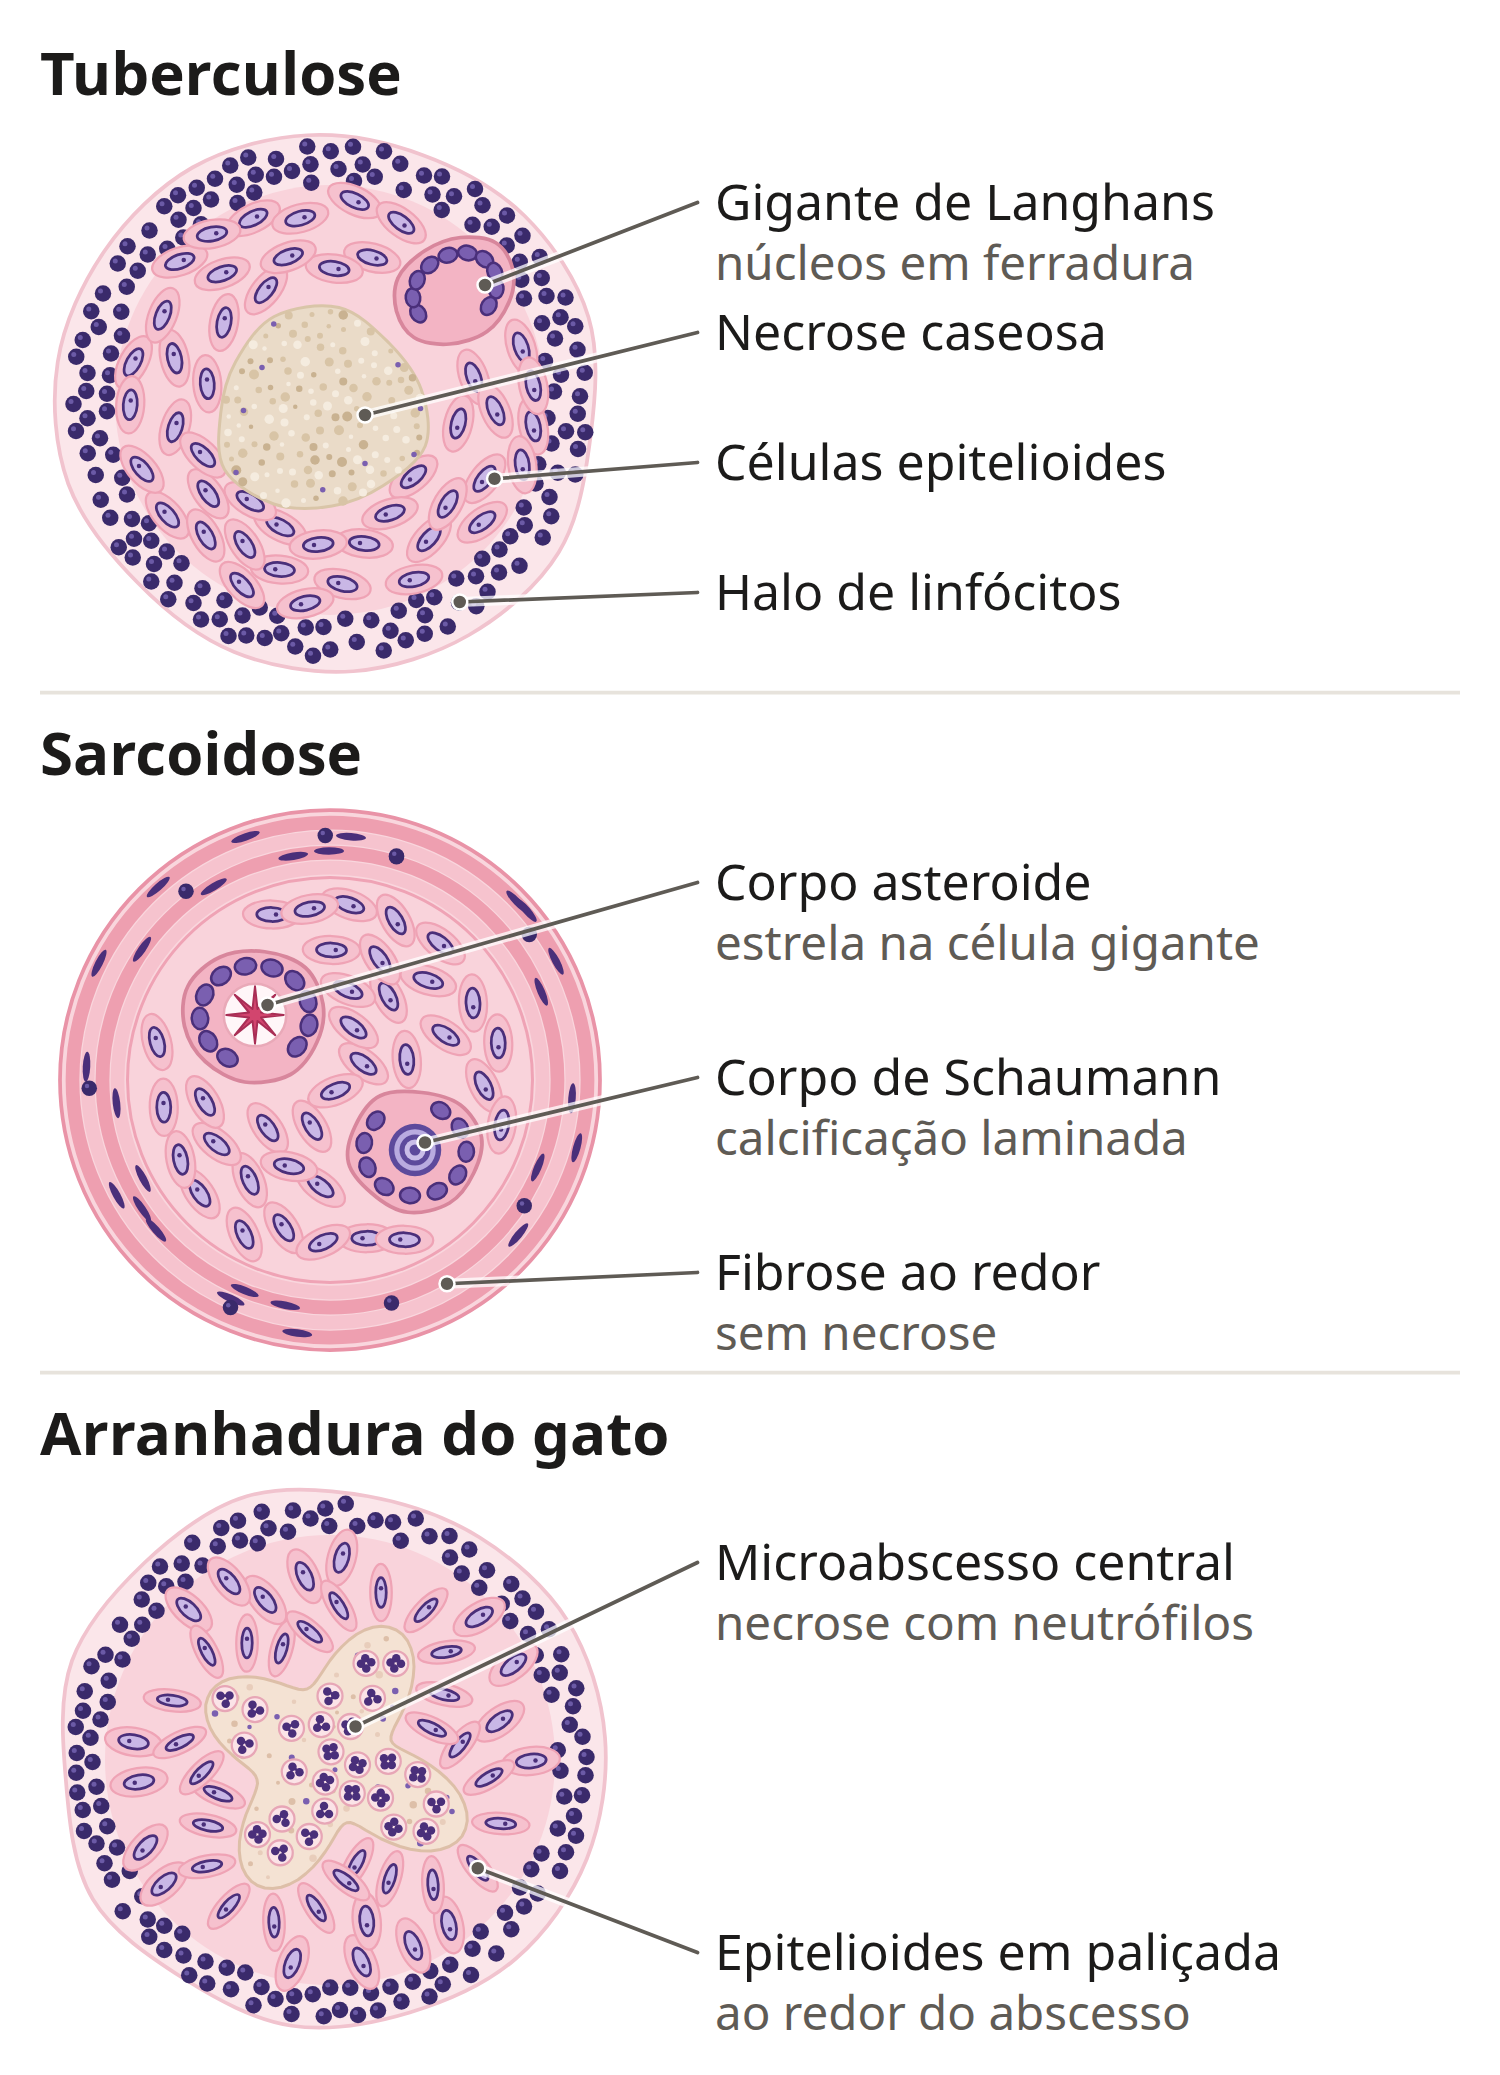 Tuberculose
Gigante de Langhans
núcleos em ferradura
Necrose caseosa
Células epitelioides
Halo de linfócitos
Sarcoidose
Corpo asteroide
estrela na célula gigante
Corpo de Schaumann
calcificação laminada
Fibrose ao redor
sem necrose
Arranhadura do gato
Microabscesso central
necrose com neutrófilos
Epitelioides em paliçada
ao redor do abscesso